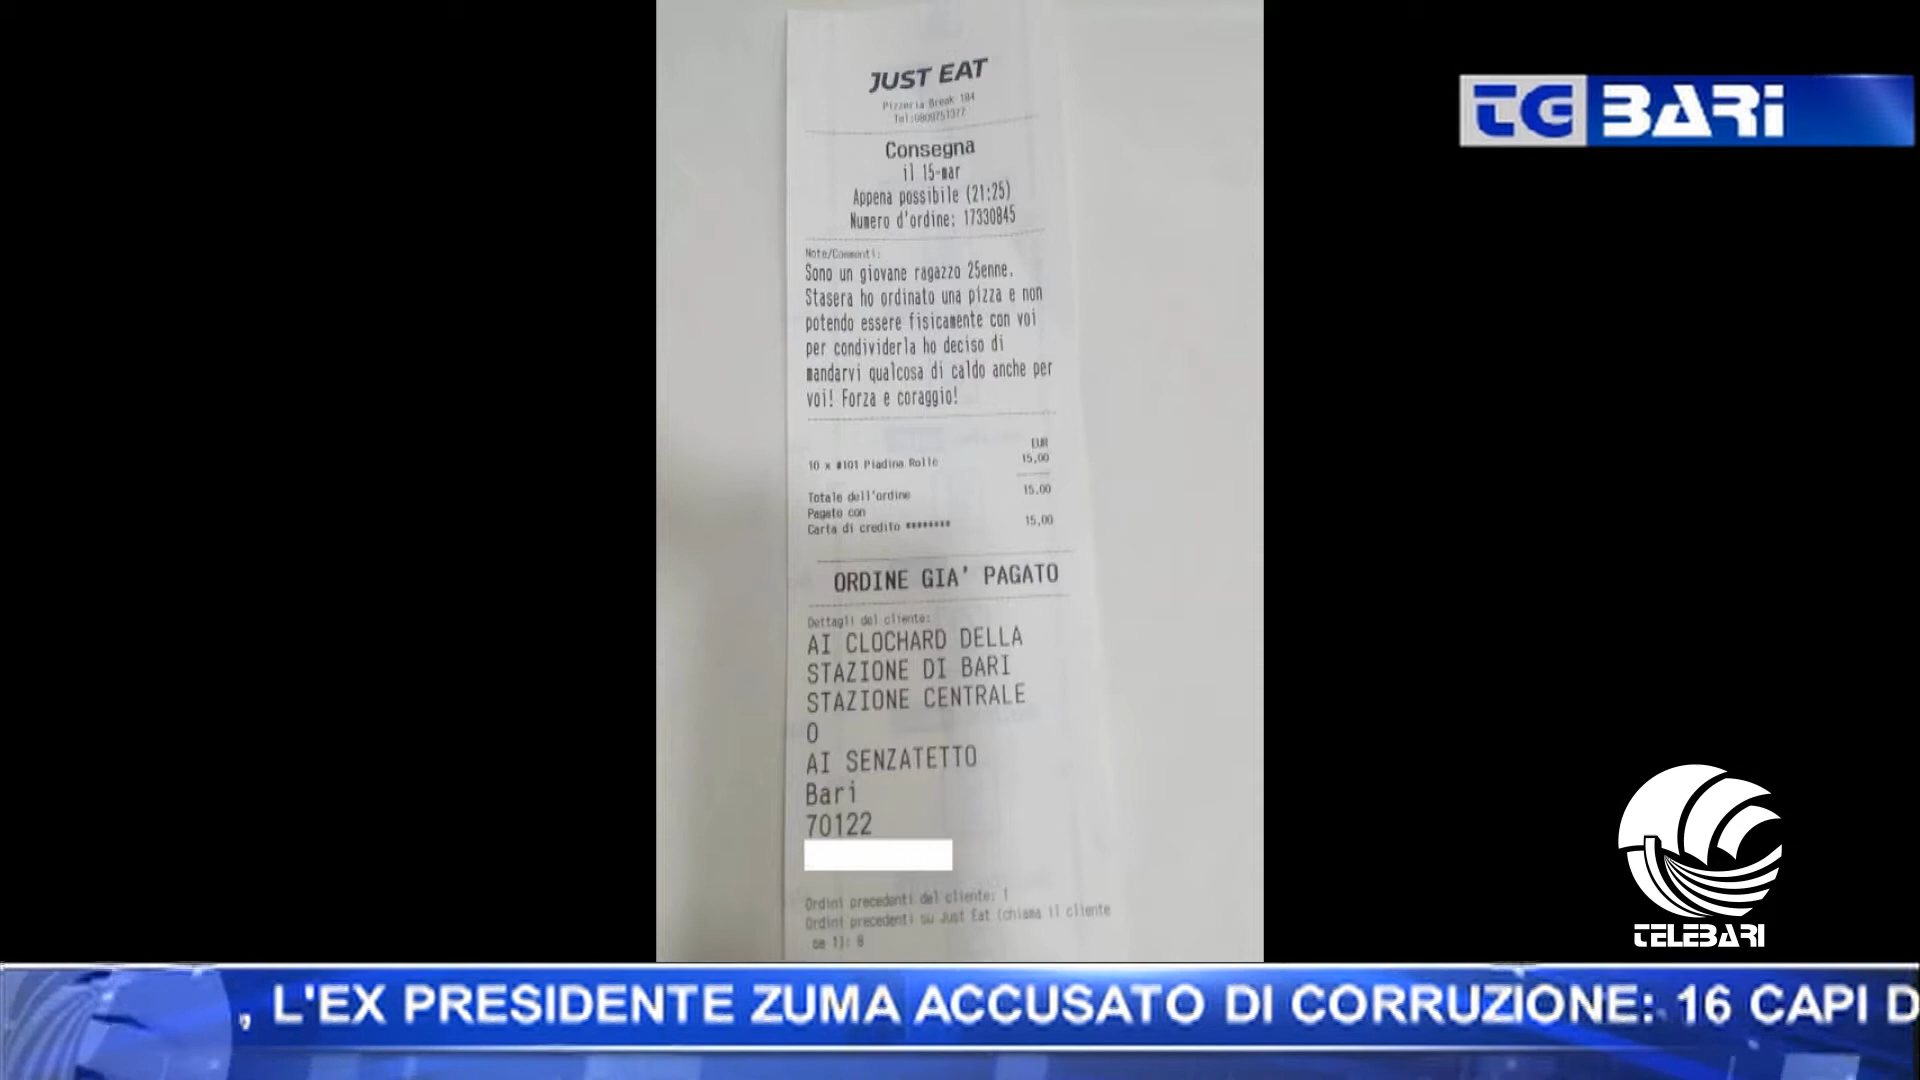 JUST EAT
Pizzeria Break 184
Tel:0809751377
Consegna
il 15-mar
Appena possibile (21:25)
Numero d'ordine: 17330845
Note/Commenti:
Sono un giovane ragazzo 25enne.
Stasera ho ordinato una pizza e non
potendo essere fisicamente con voi
per condividerla ho deciso di
mandarvi qualcosa di caldo anche per
voi! Forza e coraggio!
EUR
10 x #101 Piadina Rolle 15,00
Totale dell'ordine 15,00
Pagato con
Carta di credito ******** 15,00
ORDINE GIA' PAGATO
Dettagli del cliente:
AI CLOCHARD DELLA
STAZIONE DI BARI
STAZIONE CENTRALE
O
AI SENZATETTO
Bari
70122
Ordini precedenti del cliente: 1
Ordini precedenti su Just Eat (chiama il cliente
se 1): 8
TG BARI
TELEBARI
, L'EX PRESIDENTE ZUMA ACCUSATO DI CORRUZIONE: 16 CAPI D